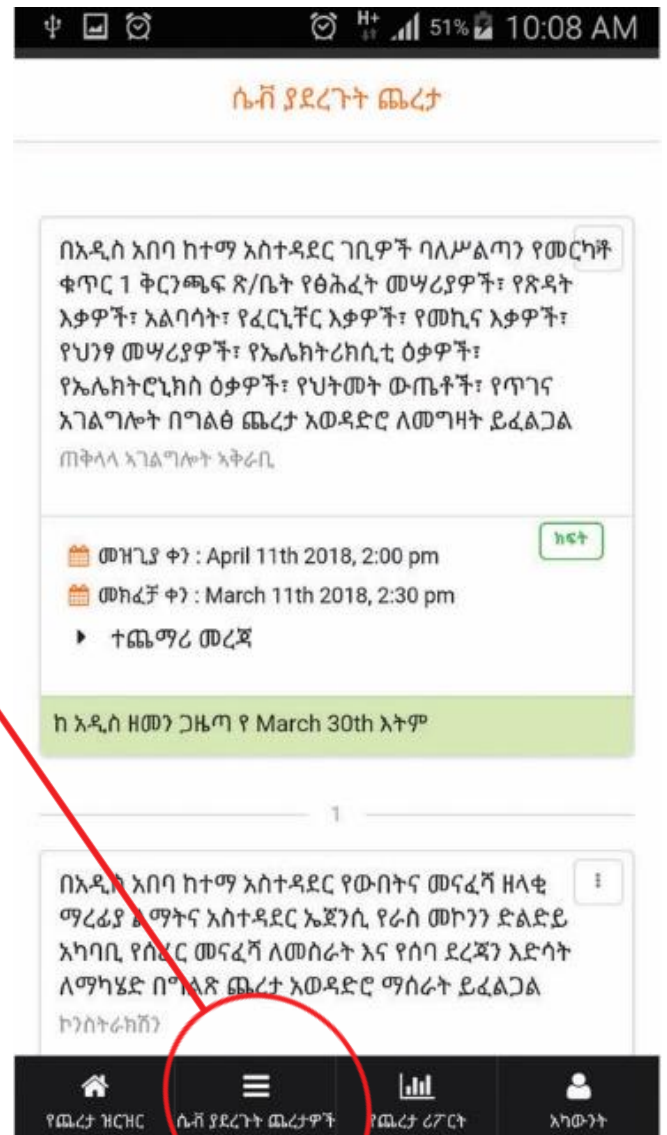 H+ 51% 10:08 AM
ሴቭ ያደረጉት ጨረታ
በአዲስ አበባ ከተማ አስተዳደር ገቢዎች ባለሥልጣን የመርካቶ
ቁጥር 1 ቅርንጫፍ ጽ/ቤት የፅሕፈት መሣሪያዎች፣ የጽዳት
እቃዎች፣ አልባሳት፣ የፈርኒቸር እቃዎች፣ የመኪና እቃዎች፣
የህንፃ መሣሪያዎች፣ የኤሌክትሪክሲቲ ዕቃዎች፣
የኤሌክትሮኒክስ ዕቃዎች፣ የህትመት ውጤቶች፣ የጥገና
አገልግሎት በግልፅ ጨረታ አወዳድሮ ለመግዛት ይፈልጋል
ጠቅላላ ኣገልግሎት ኣቅራቢ
ክፍት
መዝጊያ ቀን : April 11th 2018, 2:00 pm
መክፈቻ ቀን : March 11th 2018, 2:30 pm
ተጨማሪ መረጃ
ከ አዲስ ዘመን ጋዜጣ የ March 30th እትም
1
በአዲስ አበባ ከተማ አስተዳደር የውበትና መናፈሻ ዘላቂ
ማረፊያ ልማትና አስተዳደር ኤጀንሲ የራስ መኮንን ድልድይ
አካባቢ የሰፈር መናፈሻ ለመስራት እና የሰባ ደረጃን እድሳት
ለማካሄድ በግልጽ ጨረታ አወዳድሮ ማሰራት ይፈልጋል
ኮንስትራክሽን
የጨረታ ዝርዝር ሴቭ ያደረጉት ጨረታዎች የጨረታ ሪፖርት አካውንት